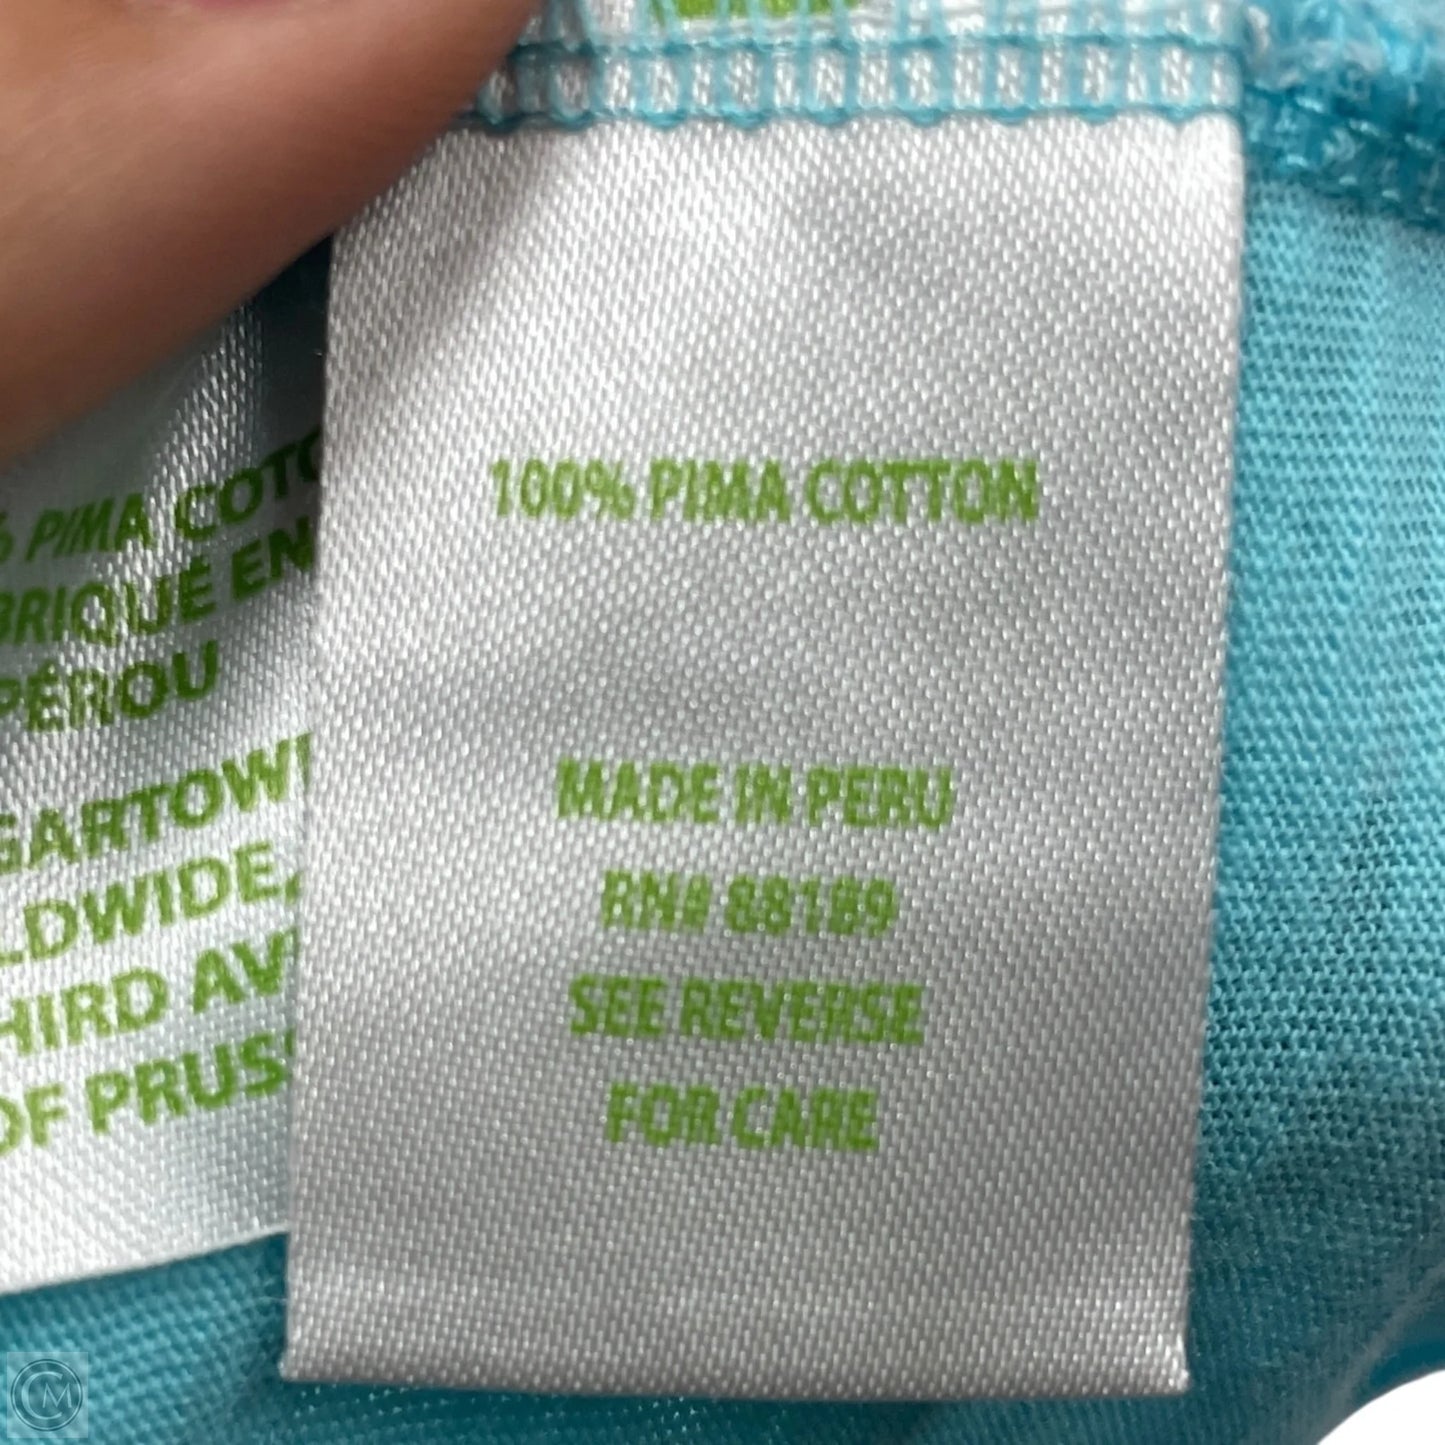 100% PIMA COTTON
MADE IN PERU
RN# 88189
SEE REVERSE
FOR CARE
% PIMA COTO
BRIQUÉ EN
PÉROU
GARTOW
LDWIDE,
HIRD AV
OF PRUS
CM